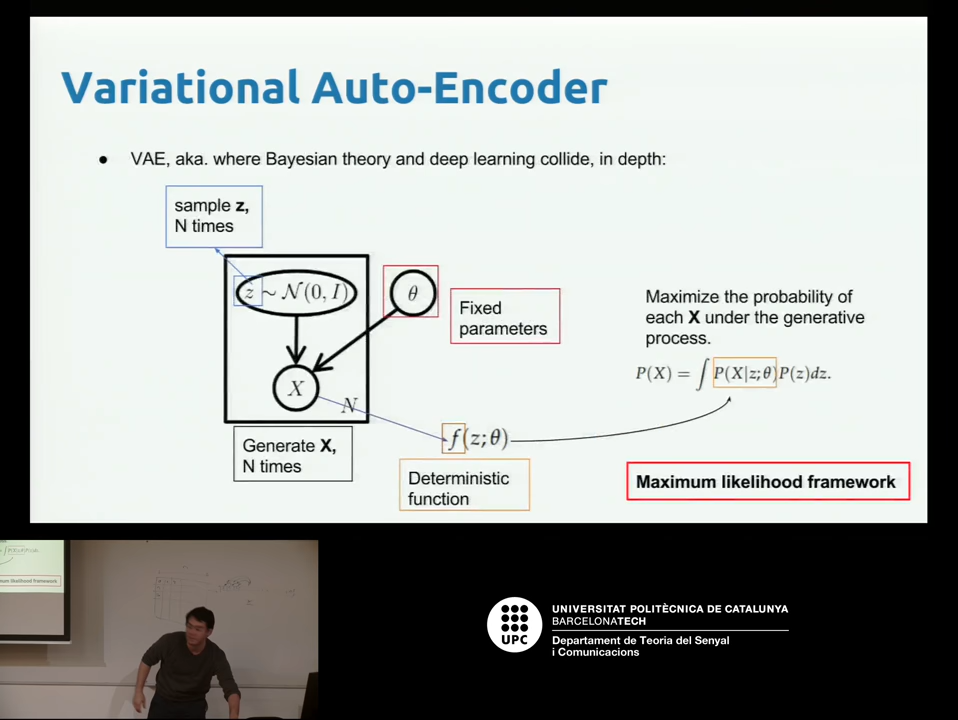 Variational Auto-Encoder
● VAE, aka. where Bayesian theory and deep learning collide, in depth:
sample z,
N times
z ∼ 𝒩(0, I)
θ
Fixed
parameters
X
N
Generate X,
N times
f(z; θ)
Deterministic
function
Maximize the probability of
each X under the generative
process.
P(X) = ∫ P(X|z; θ)P(z)dz.
Maximum likelihood framework
UPC
UNIVERSITAT POLITÈCNICA DE CATALUNYA
BARCELONATECH
Departament de Teoria del Senyal
i Comunicacions